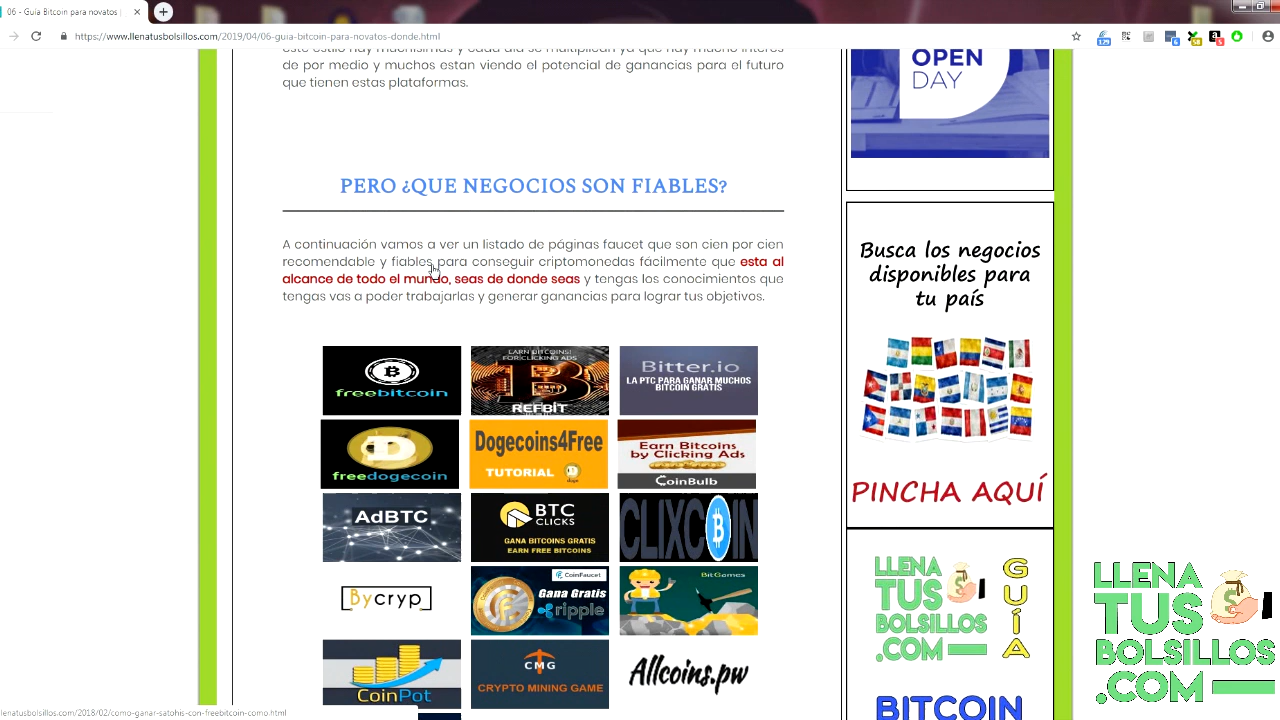 06 - Guía Bitcoin para novatos
https://www.llenatusbolsillos.com/2019/04/06-guia-bitcoin-para-novatos-donde.html
este estilo hay muchísimas y cada día se multiplican ya que hay mucho interés
de por medio y muchos estan viendo el potencial de ganancias para el futuro
que tienen estas plataformas.
PERO ¿QUE NEGOCIOS SON FIABLES?
A continuación vamos a ver un listado de páginas faucet que son cien por cien
recomendable y fiables para conseguir criptomonedas fácilmente que esta al
alcance de todo el mundo, seas de donde seas y tengas los conocimientos que
tengas vas a poder trabajarlas y generar ganancias para lograr tus objetivos.
freebitcoin
EARN BITCOINS!
FOR CLICKING ADS
REFBIT
Bitter.io
LA PTC PARA GANAR MUCHOS
BITCOIN GRATIS
freedogecoin
Dogecoins4Free
TUTORIAL
doge
Earn Bitcoins
by Clicking Ads
CoinBulb
AdBTC
BTC
CLICKS
GANA BITCOINS GRATIS
EARN FREE BITCOINS
CLIXCOIN
Bycryp
CoinFaucet
Gana Gratis
ripple
BitGames
CoinPot
CMG
CRYPTO MINING GAME
Allcoins.pw
OPEN
DAY
Busca los negocios
disponibles para
tu país
PINCHA AQUÍ
LLENA
TUS
BOLSILLOS
.COM
GUÍA
BITCOIN
LLENA
TUS
BOLSILLOS
.COM
lenatusbolsillos.com/2018/02/como-ganar-satohis-con-freebitcoin-como.html